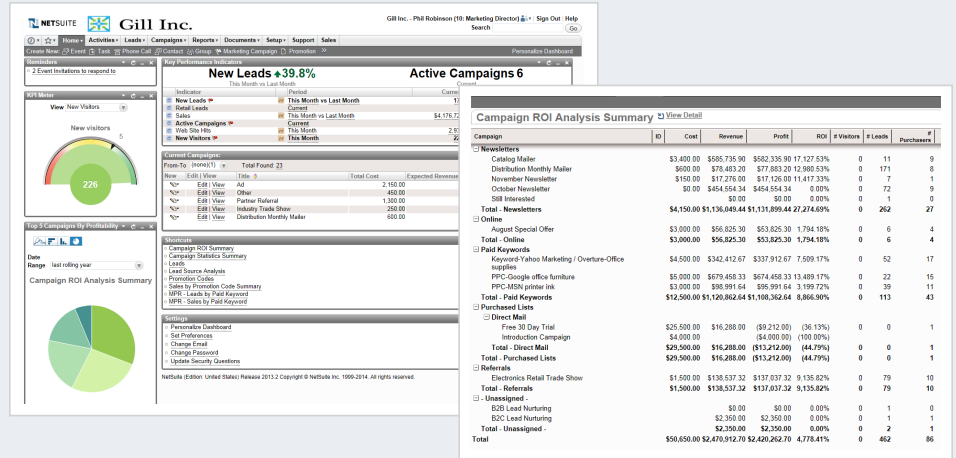 NETSUITE Gill Inc.
Gill Inc. - Phil Robinson (10: Marketing Director) Sign Out Help
Search Go
Home Activities Leads Campaigns Reports Documents Setup Support Sales
Create New: Event Task Phone Call Contact Group Marketing Campaign Promotion » Personalize Dashboard
Reminders
2 Event Invitations to respond to
KPI Meter
View New Visitors
New visitors
5
226
Top 5 Campaigns By Profitability
Date
Range last rolling year
Campaign ROI Analysis Summary
Key Performance Indicators
New Leads 39.8% Active Campaigns 6
This Month vs Last Month Current
Indicator Period
New Leads This Month vs Last Month
Retail Leads Current
Sales This Month vs Last Month
Active Campaigns Current
Web Site Hits This Month
New Visitors This Month
Current Campaigns:
From-To (none)(1) Total Found: 23
New Edit | View Title Total Cost Expected Revenue
Edit | View Ad 2,150.00
Edit | View Other 450.00
Edit | View Partner Referral 1,300.00
Edit | View Industry Trade Show 250.00
Edit | View Distribution Monthly Mailer 600.00
Shortcuts
Campaign ROI Summary
Campaign Statistics Summary
Leads
Lead Source Analysis
Promotion Codes
Sales by Promotion Code Summary
MPR - Leads by Paid Keyword
MPR - Sales by Paid Keyword
Settings
Personalize Dashboard
Set Preferences
Change Email
Change Password
Update Security Questions
NetSuite (Edition: United States) Release 2013.2 Copyright © NetSuite Inc. 1999-2014. All rights reserved.
Campaign ROI Analysis Summary View Detail
Campaign ID Cost Revenue Profit ROI # Visitors # Leads # Purchasers
Newsletters
Catalog Mailer $3,400.00 $585,735.90 $582,335.90 17,127.53% 0 11 9
Distribution Monthly Mailer $600.00 $78,483.20 $77,883.20 12,980.53% 0 171 8
November Newsletter $150.00 $17,276.00 $17,126.00 11,417.33% 0 7 1
October Newsletter $0.00 $454,554.34 $454,554.34 0.00% 0 72 9
Still Interested $0.00 $0.00 0.00% 0 1 0
Total - Newsletters $4,150.00 $1,136,049.44 $1,131,899.44 27,274.69% 0 262 27
Online
August Special Offer $3,000.00 $56,825.30 $53,825.30 1,794.18% 0 6 4
Total - Online $3,000.00 $56,825.30 $53,825.30 1,794.18% 0 6 4
Paid Keywords
Keyword-Yahoo Marketing / Overture-Office supplies $4,500.00 $342,412.67 $337,912.67 7,509.17% 0 52 17
PPC-Google office furniture $5,000.00 $679,458.33 $674,458.33 13,489.17% 0 22 15
PPC-MSN printer ink $3,000.00 $98,991.64 $95,991.64 3,199.72% 0 39 11
Total - Paid Keywords $12,500.00 $1,120,862.64 $1,108,362.64 8,866.90% 0 113 43
Purchased Lists
Direct Mail
Free 30 Day Trial $25,500.00 $16,288.00 ($9,212.00) (36.13%) 0 0 1
Introduction Campaign $4,000.00 ($4,000.00) (100.00%)
Total - Direct Mail $29,500.00 $16,288.00 ($13,212.00) (44.79%) 0 0 1
Total - Purchased Lists $29,500.00 $16,288.00 ($13,212.00) (44.79%) 0 0 1
Referrals
Electronics Retail Trade Show $1,500.00 $138,537.32 $137,037.32 9,135.82% 0 79 10
Total - Referrals $1,500.00 $138,537.32 $137,037.32 9,135.82% 0 79 10
- Unassigned -
B2B Lead Nurturing $0.00 $0.00 0.00% 0 1 0
B2C Lead Nurturing $2,350.00 $2,350.00 0.00% 0 1 1
Total - Unassigned - $2,350.00 $2,350.00 0.00% 0 2 1
Total $50,650.00 $2,470,912.70 $2,420,262.70 4,778.41% 0 462 86